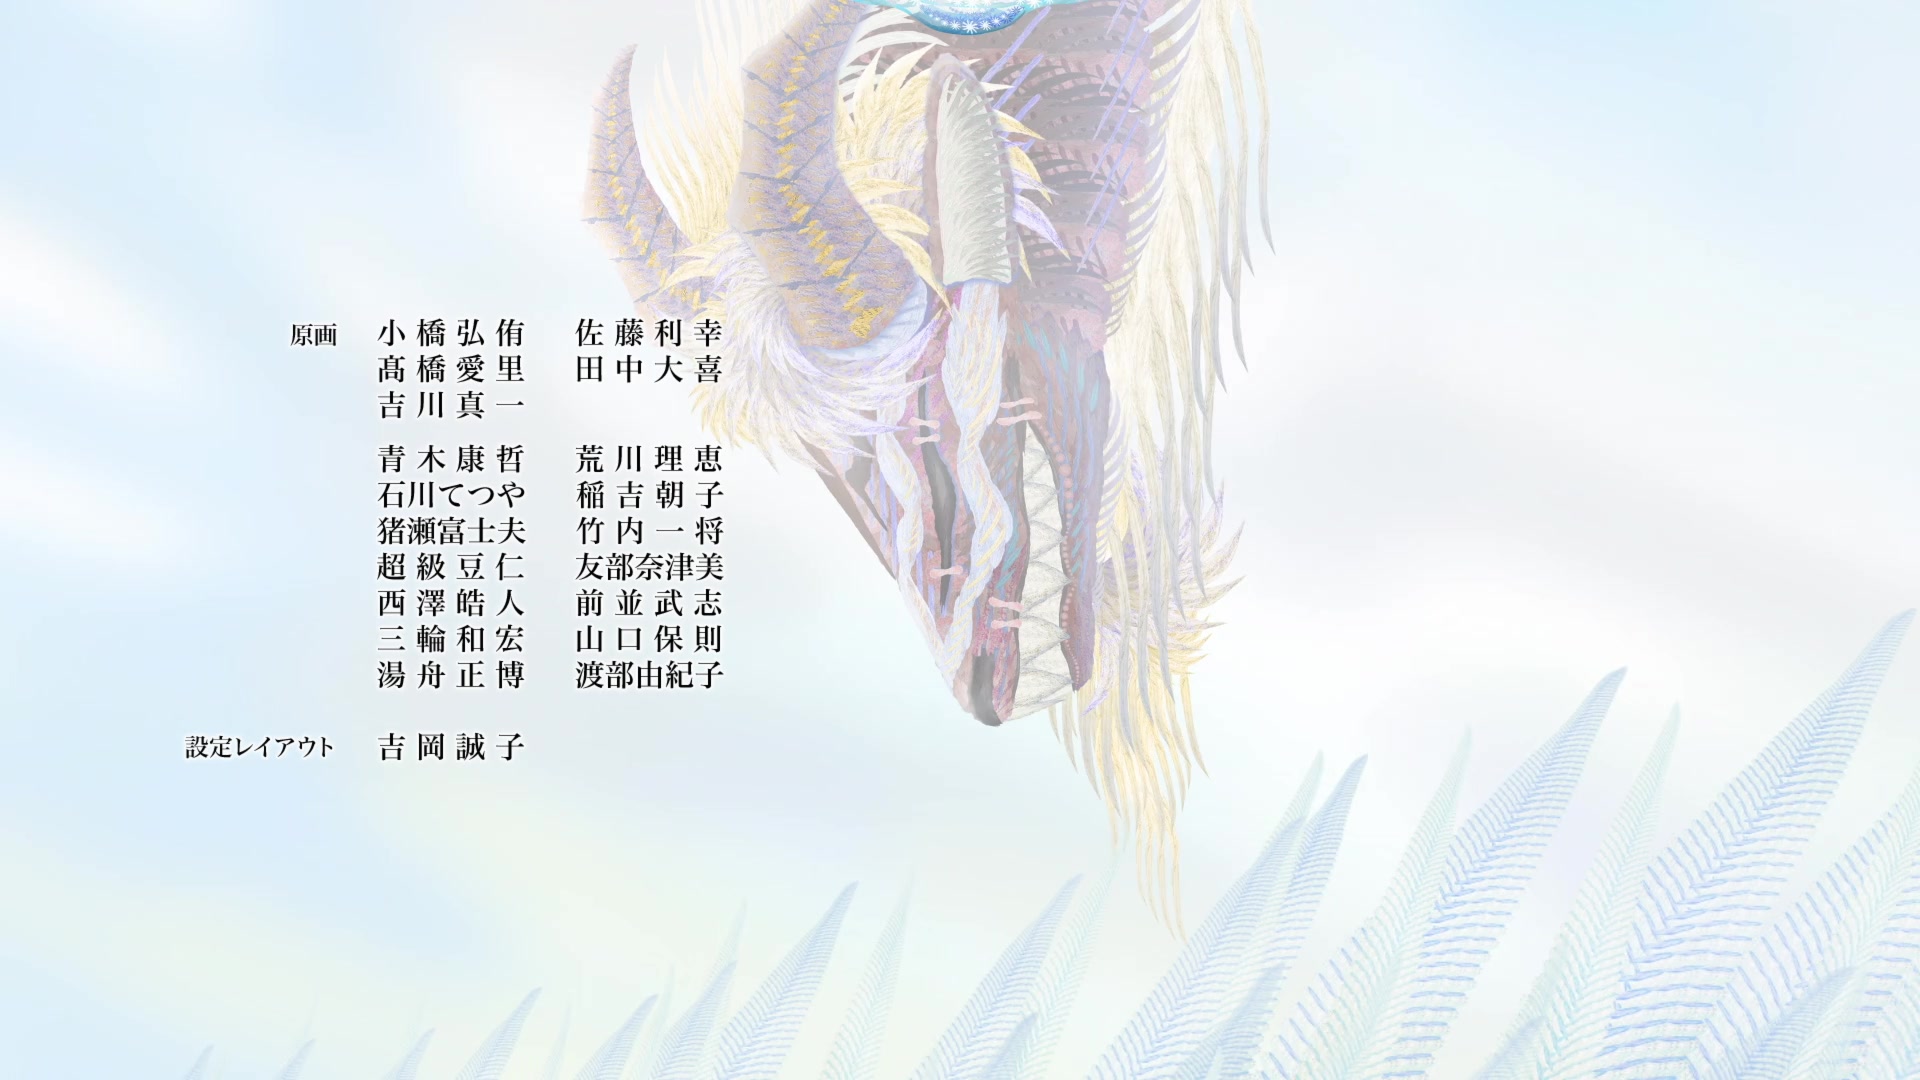 原画 小橋弘侑 佐藤利幸
髙橋愛里 田中大喜
吉川真一
青木康哲 荒川理恵
石川てつや 稲吉朝子
猪瀬富士夫 竹内一将
超級豆仁 友部奈津美
西澤皓人 前並武志
三輪和宏 山口保則
湯舟正博 渡部由紀子
設定レイアウト 吉岡誠子